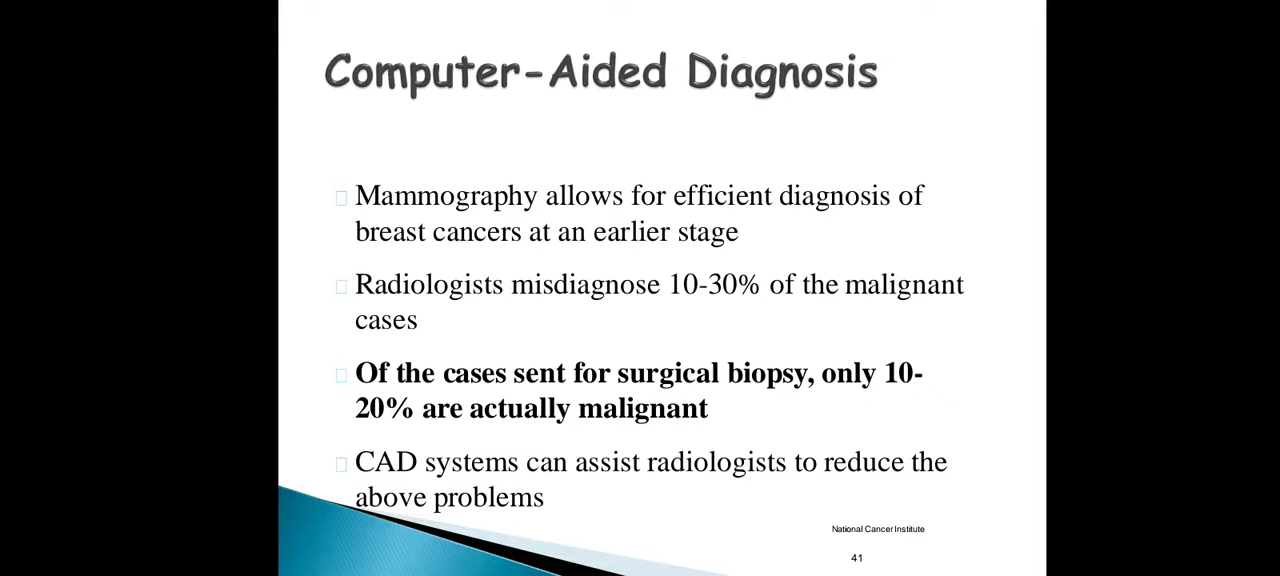 Computer-Aided Diagnosis
Mammography allows for efficient diagnosis of
breast cancers at an earlier stage
Radiologists misdiagnose 10-30% of the malignant
cases
Of the cases sent for surgical biopsy, only 10-
20% are actually malignant
CAD systems can assist radiologists to reduce the
above problems
National Cancer Institute
41